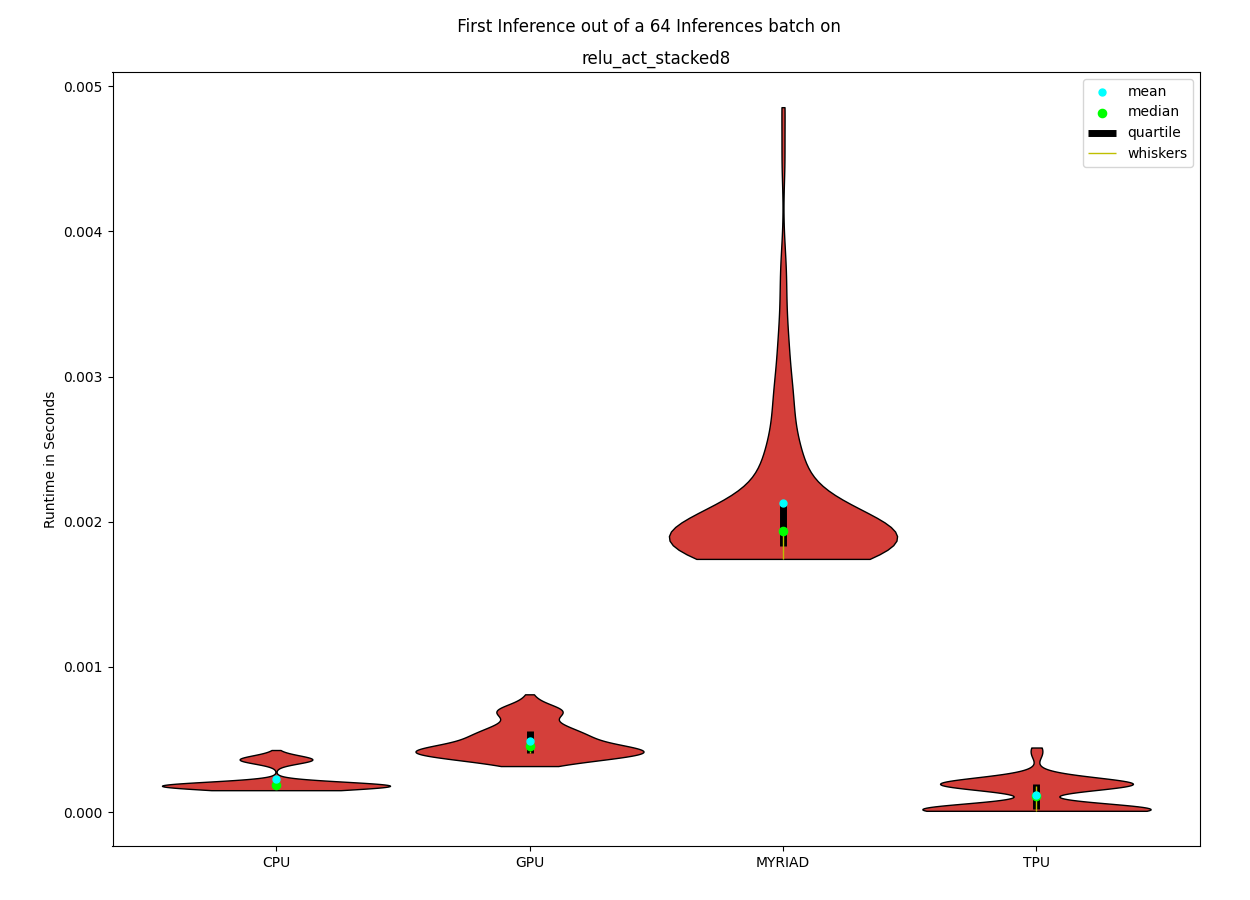 First Inference out of a 64 Inferences batch on
relu_act_stacked8
0.005
0.004
0.003
0.002
0.001
0.000
Runtime in Seconds
mean
median
quartile
whiskers
CPU
GPU
MYRIAD
TPU